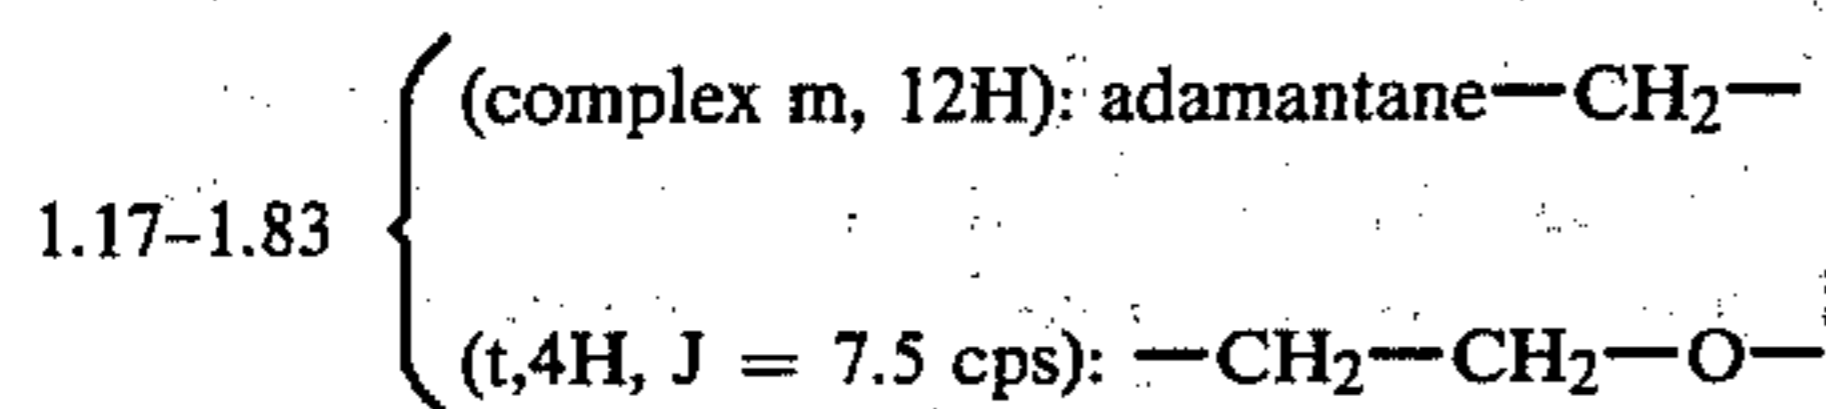 (complex m, 12H): adamantane—CH₂—
1.17–1.83
(t,4H, J = 7.5 cps): —CH₂—CH₂—O—